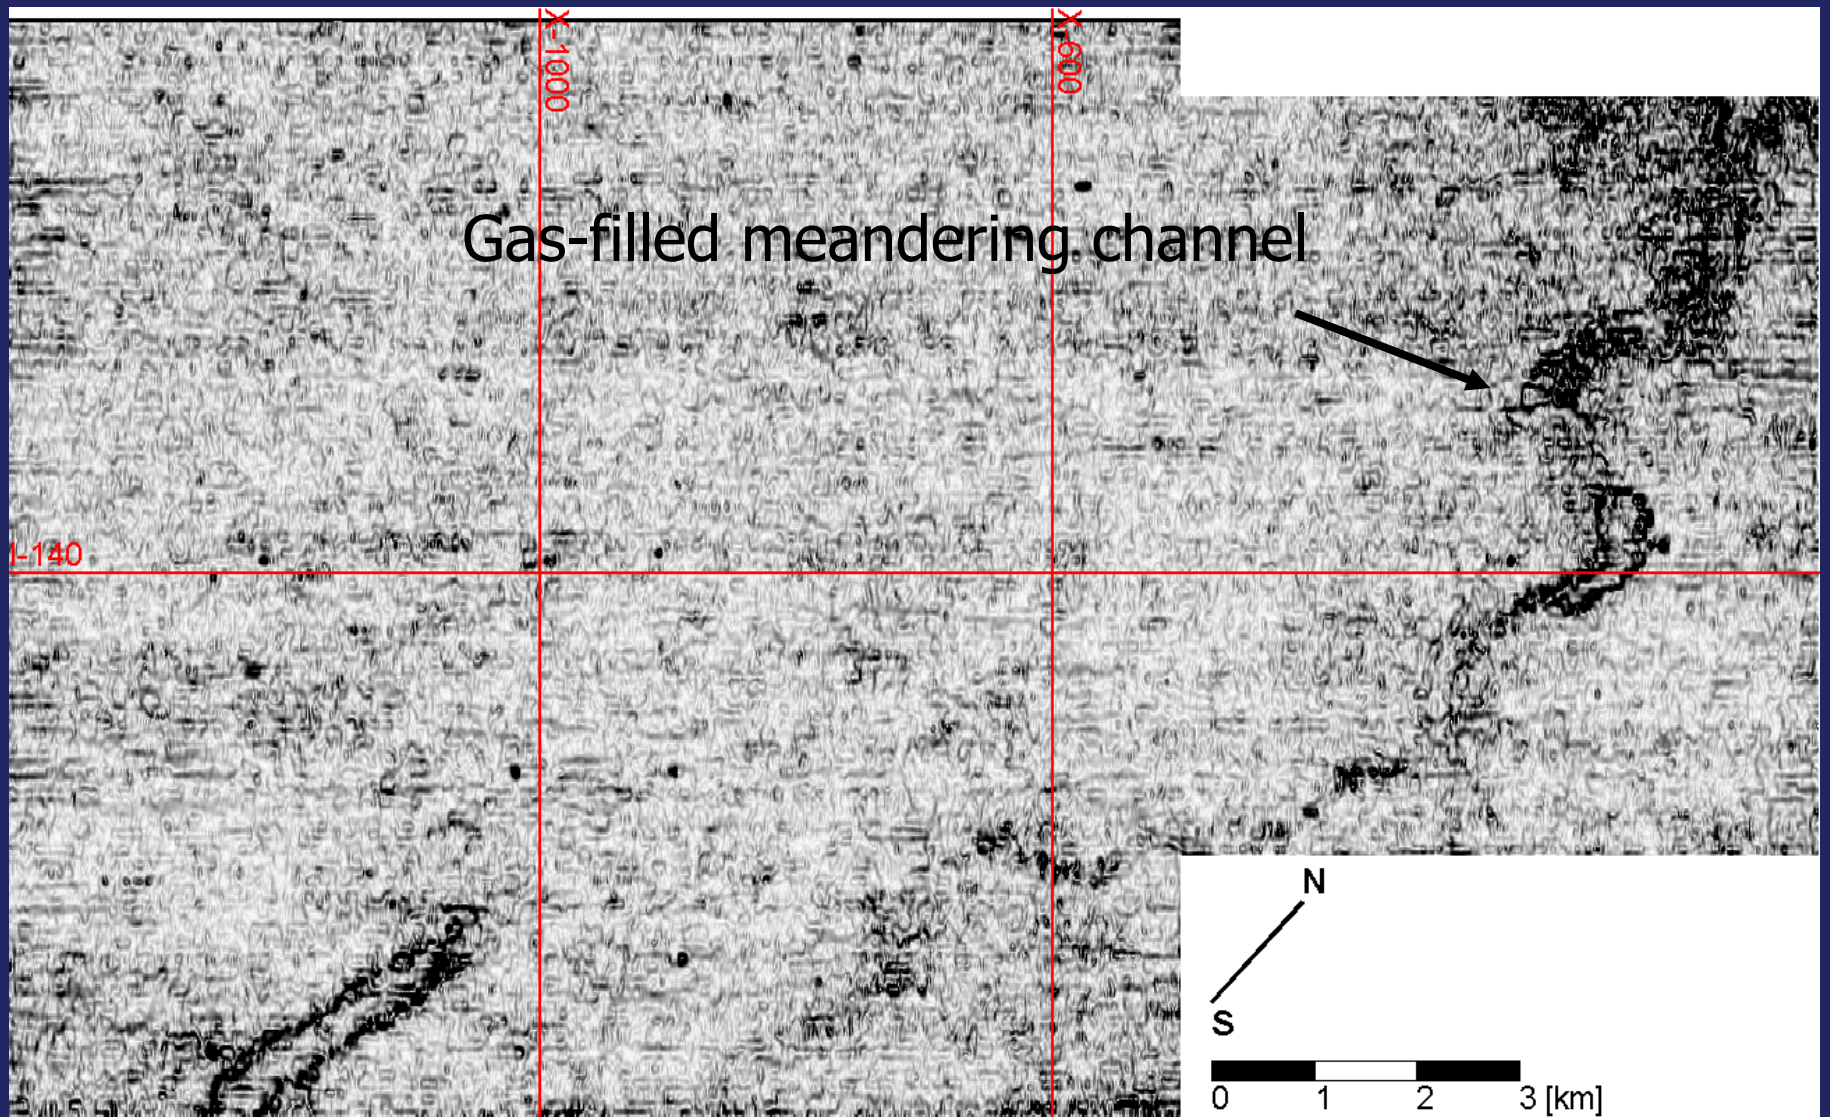 X-1000
X-600
Gas-filled meandering channel
I-140
N
S
0 1 2 3 [km]